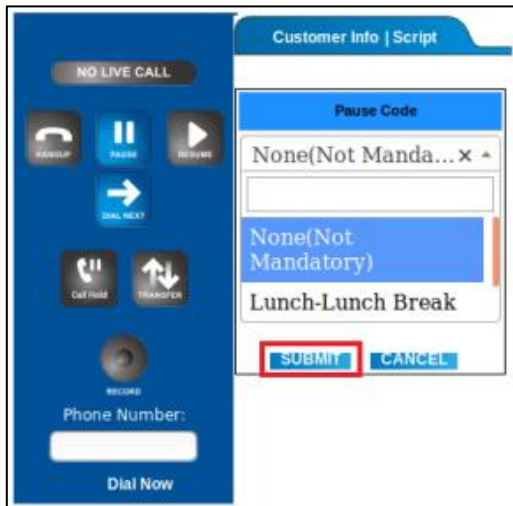 Customer Info | Script
NO LIVE CALL
HANGUP
PAUSE
RESUME
DIAL NEXT
Call Hold
TRANSFER
RECORD
Phone Number:
Dial Now
Pause Code
None(Not Manda...× 
None(Not
Mandatory)
Lunch-Lunch Break
SUBMIT
CANCEL